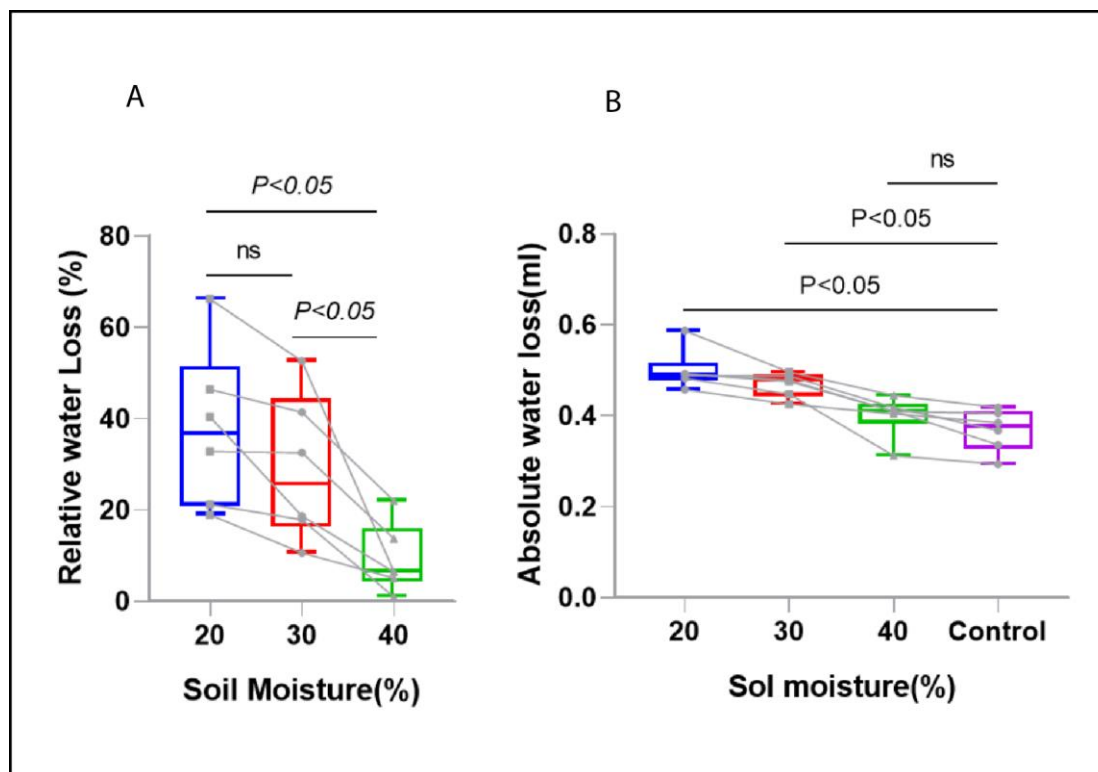 A
P<0.05
ns
P<0.05
Relative water Loss (%)
80
60
40
20
0
20 30 40
Soil Moisture(%)
B
ns
P<0.05
P<0.05
Absolute water loss(ml)
0.8
0.6
0.4
0.2
0.0
20 30 40 Control
Sol moisture(%)